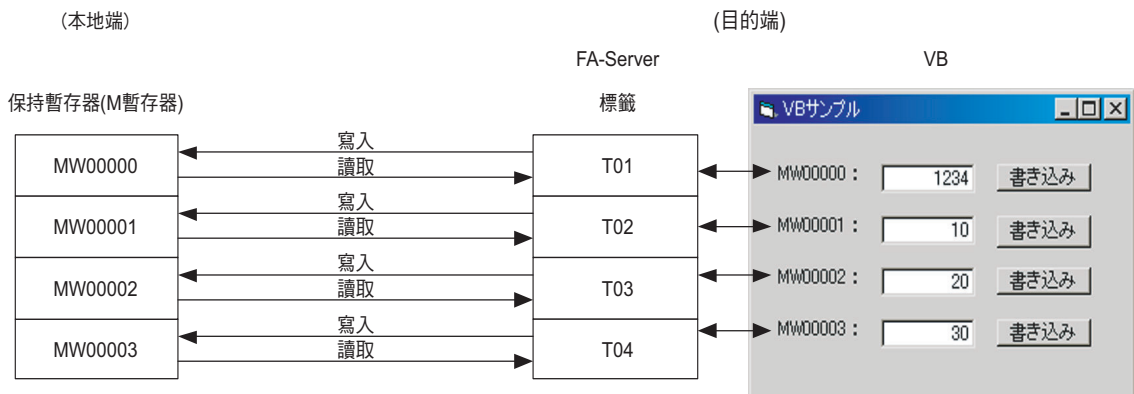 (本地端)
(目的端)
FA-Server
VB
保持暫存器(M暫存器)
標籤
VBサンプル
MW00000
寫入
讀取
T01
MW00000 : 1234 書き込み
MW00001
寫入
讀取
T02
MW00001 : 10 書き込み
MW00002
寫入
讀取
T03
MW00002 : 20 書き込み
MW00003
寫入
讀取
T04
MW00003 : 30 書き込み